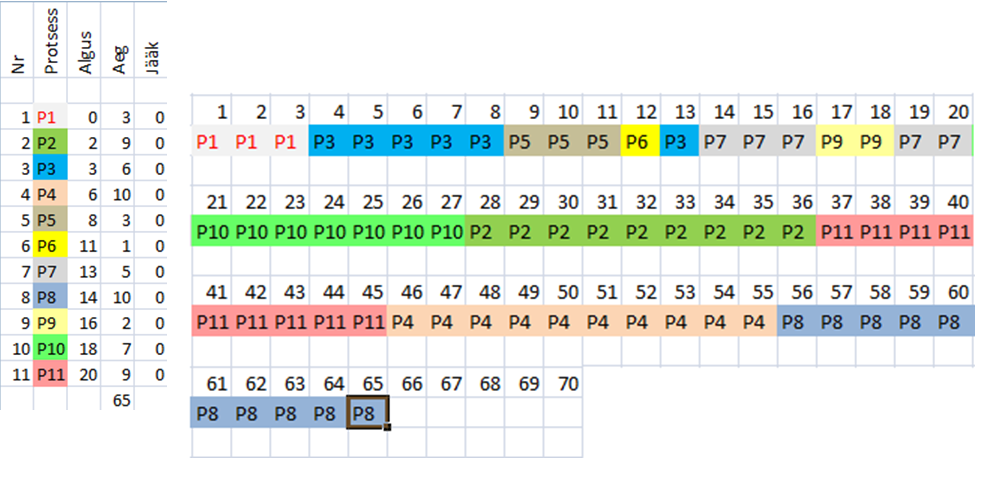 Nr Protsess Algus Aeg Jääk
1 P1 0 3 0
2 P2 2 9 0
3 P3 3 6 0
4 P4 6 10 0
5 P5 8 3 0
6 P6 11 1 0
7 P7 13 5 0
8 P8 14 10 0
9 P9 16 2 0
10 P10 18 7 0
11 P11 20 9 0
65
1 2 3 4 5 6 7 8 9 10 11 12 13 14 15 16 17 18 19 20
P1 P1 P1 P3 P3 P3 P3 P3 P5 P5 P5 P6 P3 P7 P7 P7 P9 P9 P7 P7
21 22 23 24 25 26 27 28 29 30 31 32 33 34 35 36 37 38 39 40
P10 P10 P10 P10 P10 P10 P10 P2 P2 P2 P2 P2 P2 P2 P2 P2 P11 P11 P11 P11
41 42 43 44 45 46 47 48 49 50 51 52 53 54 55 56 57 58 59 60
P11 P11 P11 P11 P11 P4 P4 P4 P4 P4 P4 P4 P4 P4 P4 P8 P8 P8 P8 P8
61 62 63 64 65 66 67 68 69 70
P8 P8 P8 P8 P8